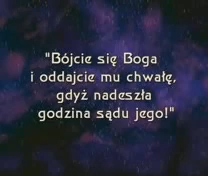 "Bójcie się Boga
i oddajcie mu chwałę,
gdyż nadeszła
godzina sądu jego!"